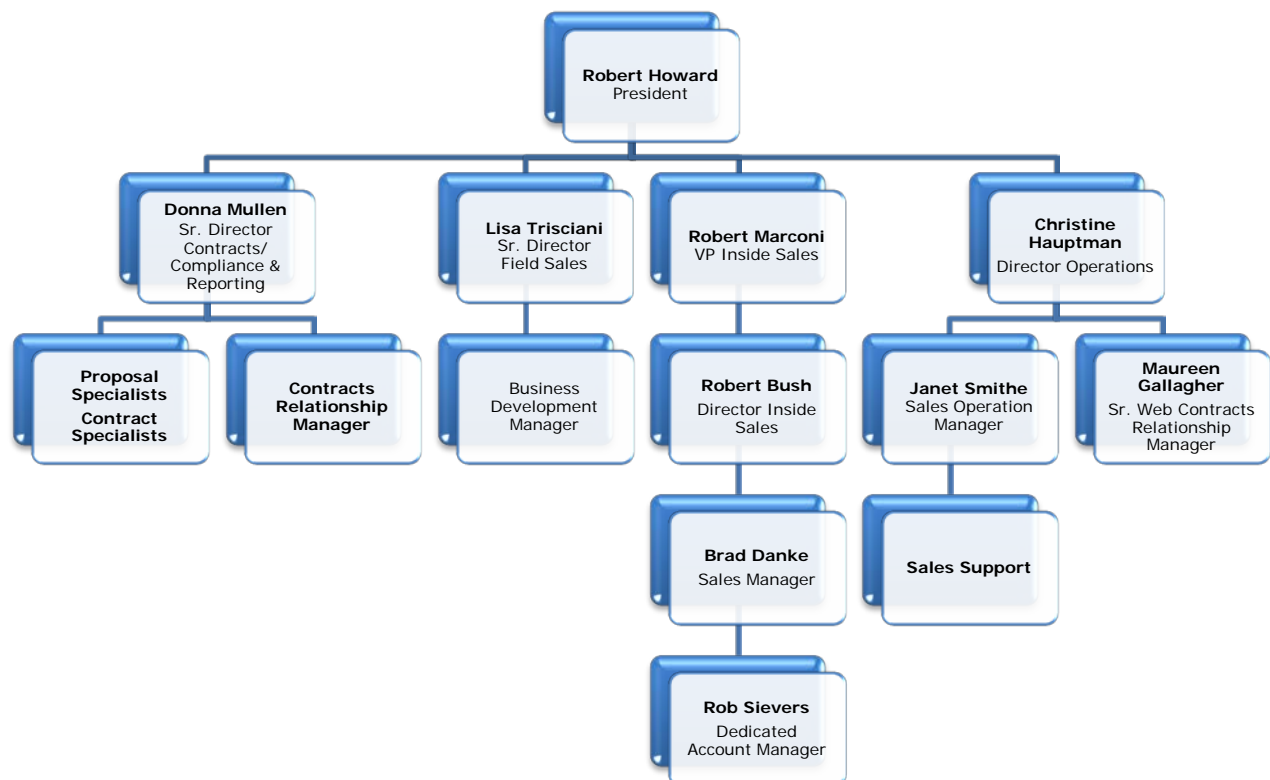 Robert Howard
President
Donna Mullen
Sr. Director
Contracts/
Compliance &
Reporting
Lisa Trisciani
Sr. Director
Field Sales
Robert Marconi
VP Inside Sales
Christine
Hauptman
Director Operations
Proposal
Specialists
Contract
Specialists
Contracts
Relationship
Manager
Business
Development
Manager
Robert Bush
Director Inside
Sales
Janet Smithe
Sales Operation
Manager
Maureen
Gallagher
Sr. Web Contracts
Relationship
Manager
Brad Danke
Sales Manager
Sales Support
Rob Sievers
Dedicated
Account Manager